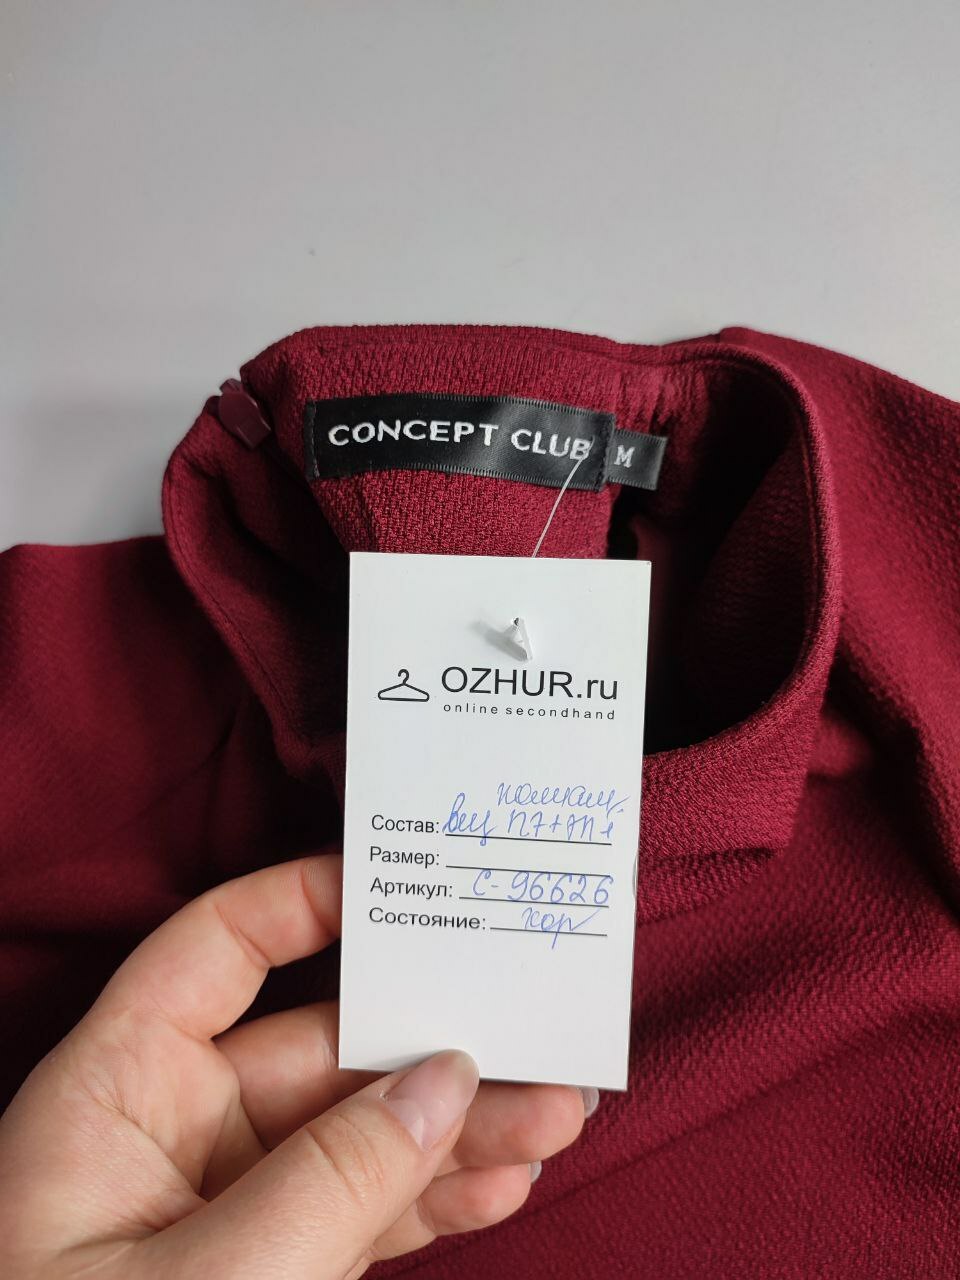 CONCEPT CLUB
M
OZHUR.ru
online secondhand
Состав:
Размер:
Артикул: С-96626
Состояние: хор